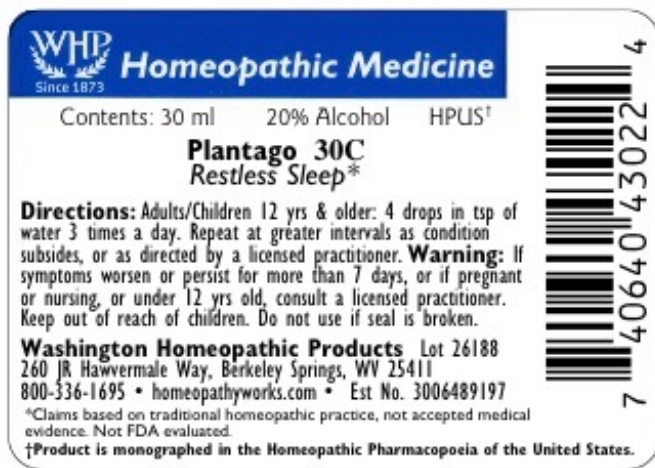 WHP
Since 1873
Homeopathic Medicine
Contents: 30 ml 20% Alcohol HPUS†
Plantago 30C
Restless Sleep*
Directions: Adults/Children 12 yrs & older: 4 drops in tsp of
water 3 times a day. Repeat at greater intervals as condition
subsides, or as directed by a licensed practitioner. Warning: If
symptoms worsen or persist for more than 7 days, or if pregnant
or nursing, or under 12 yrs old, consult a licensed practitioner.
Keep out of reach of children. Do not use if seal is broken.
Washington Homeopathic Products Lot 26188
260 JR Hawvermale Way, Berkeley Springs, WV 25411
800-336-1695 • homeopathyworks.com • Est No. 3006489197
*Claims based on traditional homeopathic practice, not accepted medical
evidence. Not FDA evaluated.
†Product is monographed in the Homeopathic Pharmacopoeia of the United States.
7 40640 43022 4